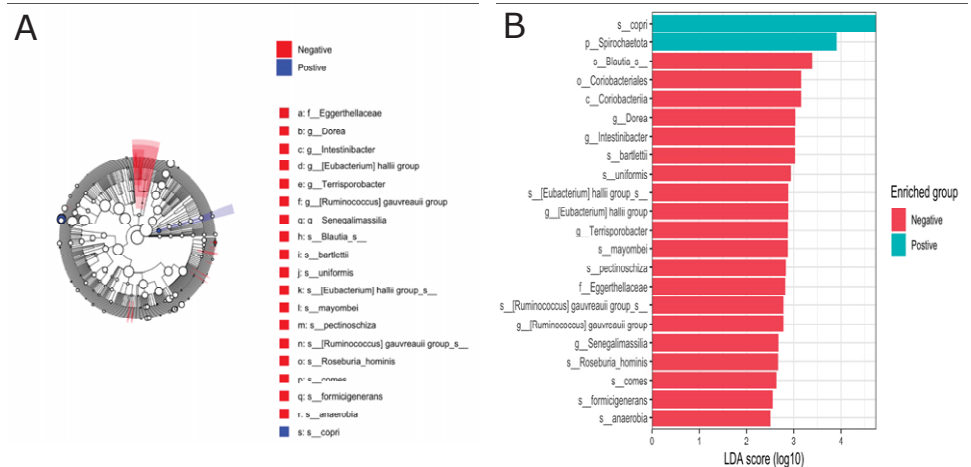 A
Negative
Postive
a: f__Eggerthellaceae
b: g__Dorea
c: g__Intestinibacter
d: g__[Eubacterium] hallii group
e: g__Terrisporobacter
f: g__[Ruminococcus] gauvreauii group
g: g__Senegalimassilia
h: s__Blautia_s__
i: s__bartlettii
j: s__uniformis
k: s__[Eubacterium] hallii group_s__
l: s__mayombei
m: s__pectinoschiza
n: s__[Ruminococcus] gauvreauii group_s__
o: s__Roseburia_hominis
p: s__comes
q: s__formicigenerans
r: s__anaerobia
s: s__copri
B
s__copri
p__Spirochaetota
s__Blautia_s__
o__Coriobacteriales
c__Coriobacteriia
g__Dorea
g__Intestinibacter
s__bartlettii
s__uniformis
s__[Eubacterium] hallii group_s__
g__[Eubacterium] hallii group
g__Terrisporobacter
s__mayombei
s__pectinoschiza
f__Eggerthellaceae
s__[Ruminococcus] gauvreauii group_s__
g__[Ruminococcus] gauvreauii group
g__Senegalimassilia
s__Roseburia_hominis
s__comes
s__formicigenerans
s__anaerobia
0 1 2 3 4
LDA score (log10)
Enriched group
Negative
Postive